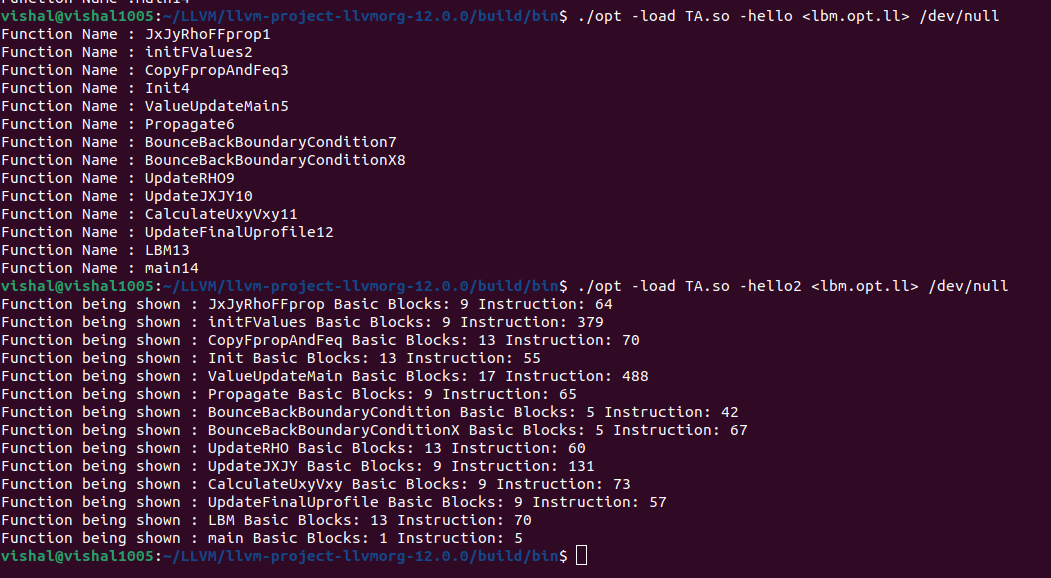 Function Name :main14
vishal@vishal1005:~/LLVM/llvm-project-llvmorg-12.0.0/build/bin$ ./opt -load TA.so -hello <lbm.opt.ll> /dev/null
Function Name : JxJyRhoFFprop1
Function Name : initFValues2
Function Name : CopyFpropAndFeq3
Function Name : Init4
Function Name : ValueUpdateMain5
Function Name : Propagate6
Function Name : BounceBackBoundaryCondition7
Function Name : BounceBackBoundaryConditionX8
Function Name : UpdateRHO9
Function Name : UpdateJXJY10
Function Name : CalculateUxyVxy11
Function Name : UpdateFinalUprofile12
Function Name : LBM13
Function Name : main14
vishal@vishal1005:~/LLVM/llvm-project-llvmorg-12.0.0/build/bin$ ./opt -load TA.so -hello2 <lbm.opt.ll> /dev/null
Function being shown : JxJyRhoFFprop Basic Blocks: 9 Instruction: 64
Function being shown : initFValues Basic Blocks: 9 Instruction: 379
Function being shown : CopyFpropAndFeq Basic Blocks: 13 Instruction: 70
Function being shown : Init Basic Blocks: 13 Instruction: 55
Function being shown : ValueUpdateMain Basic Blocks: 17 Instruction: 488
Function being shown : Propagate Basic Blocks: 9 Instruction: 65
Function being shown : BounceBackBoundaryCondition Basic Blocks: 5 Instruction: 42
Function being shown : BounceBackBoundaryConditionX Basic Blocks: 5 Instruction: 67
Function being shown : UpdateRHO Basic Blocks: 13 Instruction: 60
Function being shown : UpdateJXJY Basic Blocks: 9 Instruction: 131
Function being shown : CalculateUxyVxy Basic Blocks: 9 Instruction: 73
Function being shown : UpdateFinalUprofile Basic Blocks: 9 Instruction: 57
Function being shown : LBM Basic Blocks: 13 Instruction: 70
Function being shown : main Basic Blocks: 1 Instruction: 5
vishal@vishal1005:~/LLVM/llvm-project-llvmorg-12.0.0/build/bin$